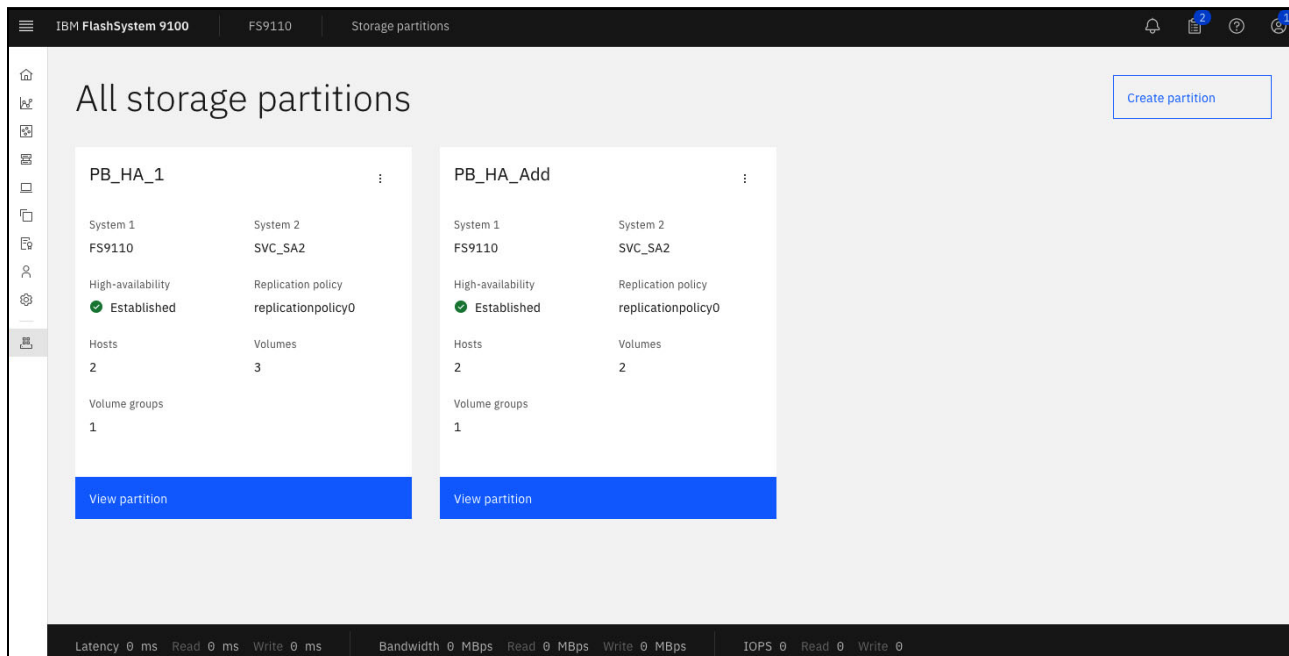 IBM FlashSystem 9100 FS9110 Storage partitions 2 1
All storage partitions
Create partition
PB_HA_1
System 1 System 2
FS9110 SVC_SA2
High-availability Replication policy
Established replicationpolicy0
Hosts Volumes
2 3
Volume groups
1
View partition
PB_HA_Add
System 1 System 2
FS9110 SVC_SA2
High-availability Replication policy
Established replicationpolicy0
Hosts Volumes
2 2
Volume groups
1
View partition
Latency 0 ms Read 0 ms Write 0 ms Bandwidth 0 MBps Read 0 MBps Write 0 MBps IOPS 0 Read 0 Write 0